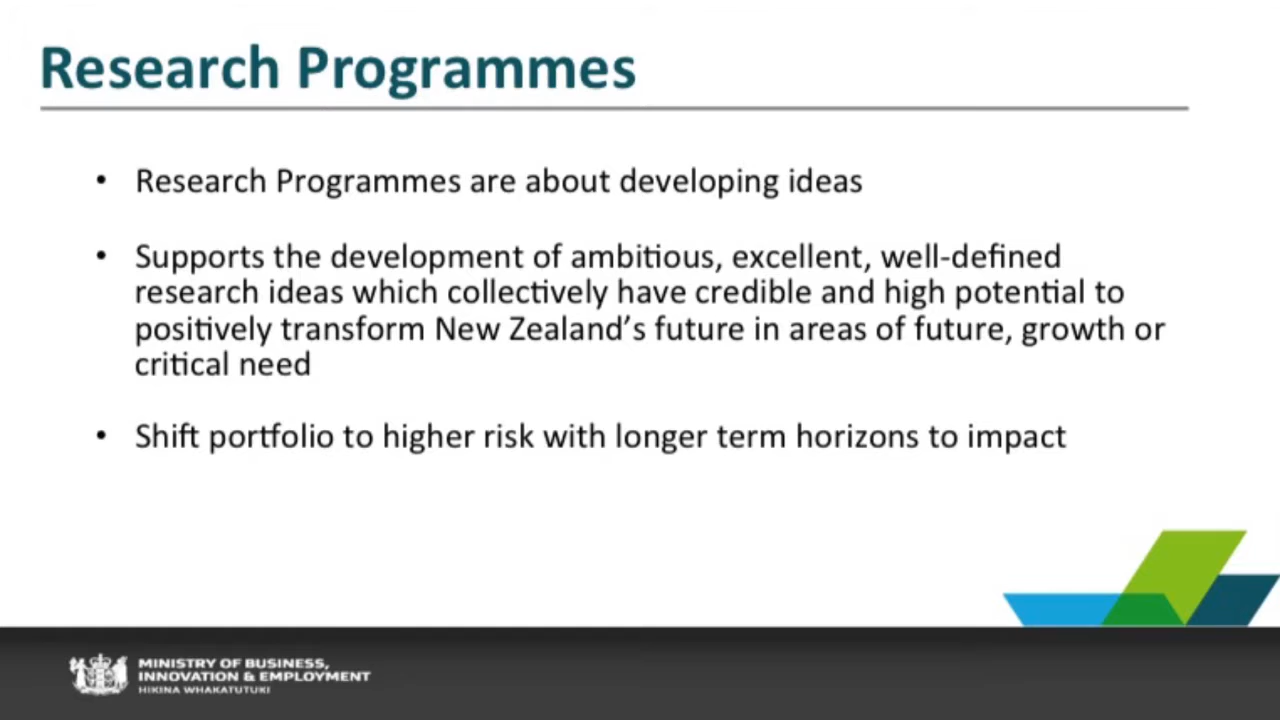 Research Programmes
• Research Programmes are about developing ideas
• Supports the development of ambitious, excellent, well-defined
research ideas which collectively have credible and high potential to
positively transform New Zealand’s future in areas of future, growth or
critical need
• Shift portfolio to higher risk with longer term horizons to impact
MINISTRY OF BUSINESS,
INNOVATION & EMPLOYMENT
HIKINA WHAKATUTUKI